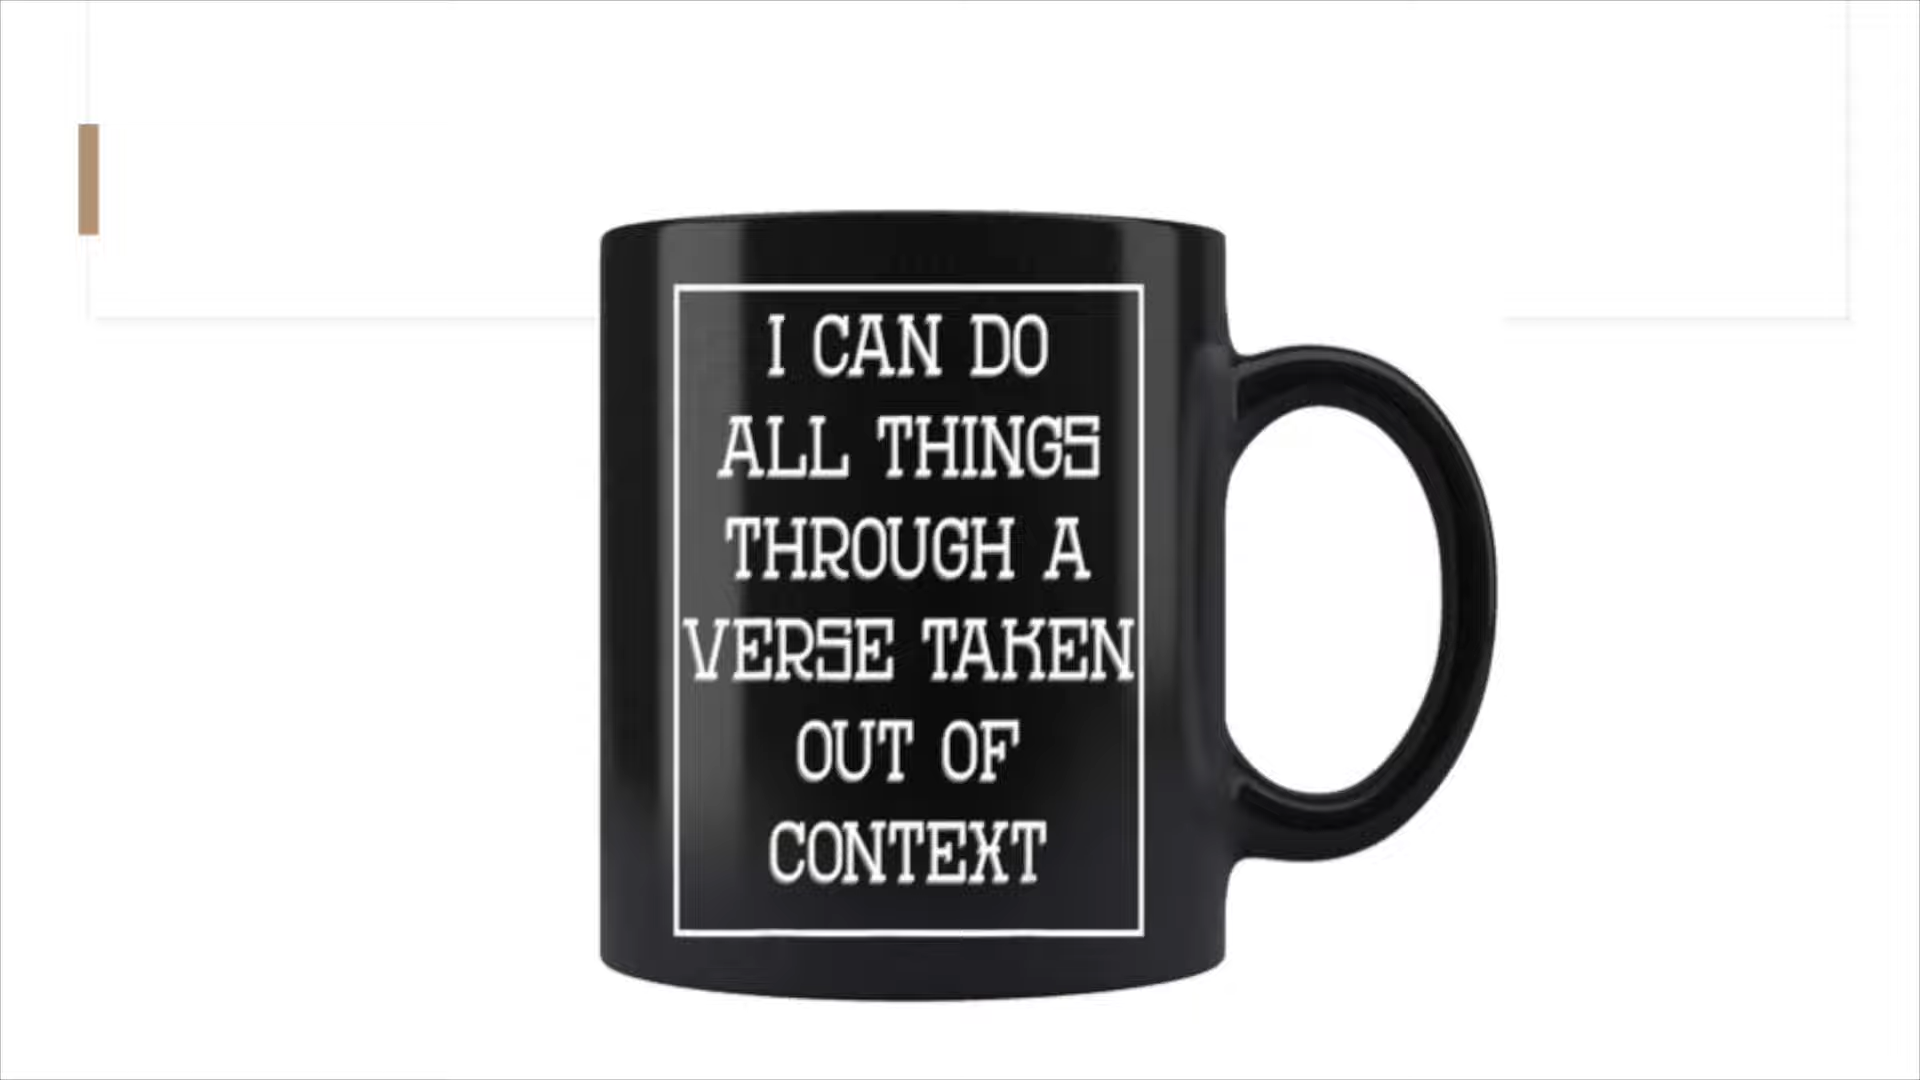 I CAN DO
ALL THINGS
THROUGH A
VERSE TAKEN
OUT OF
CONTEXT